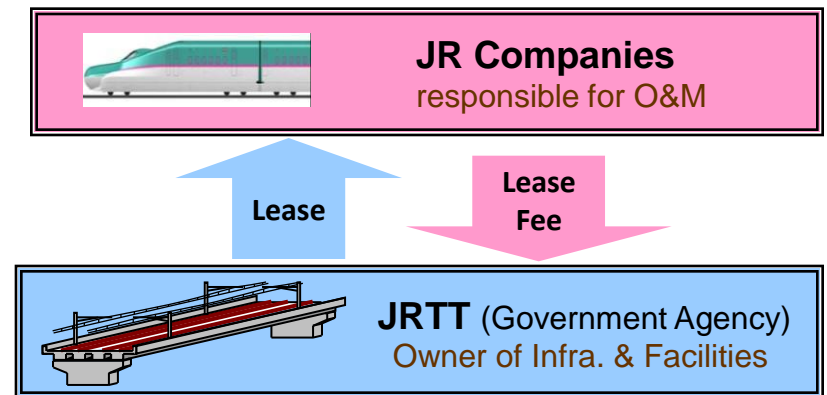 JR Companies
responsible for O&M
Lease
Lease
Fee
JRTT (Government Agency)
Owner of Infra. & Facilities